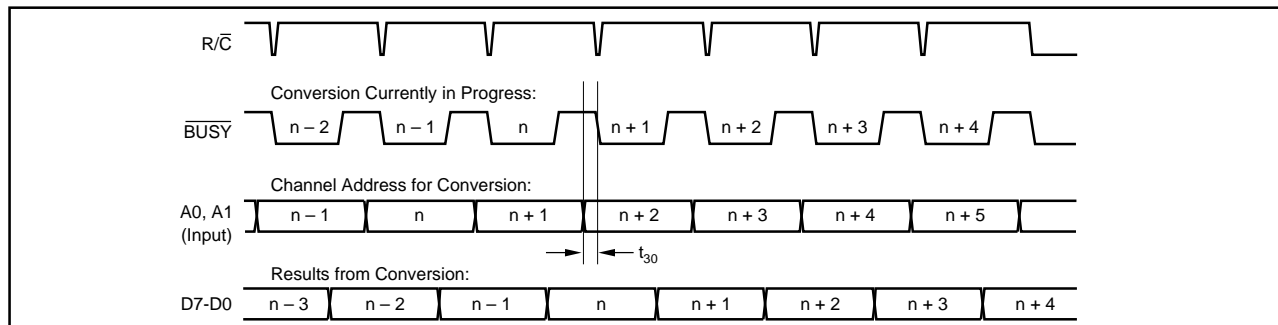 R/C̅
Conversion Currently in Progress:
B̅U̅S̅Y̅ n – 2 n – 1 n n + 1 n + 2 n + 3 n + 4
Channel Address for Conversion:
A0, A1
(Input)
n – 1 n n + 1 n + 2 n + 3 n + 4 n + 5
t30
Results from Conversion:
D7-D0 n – 3 n – 2 n – 1 n n + 1 n + 2 n + 3 n + 4